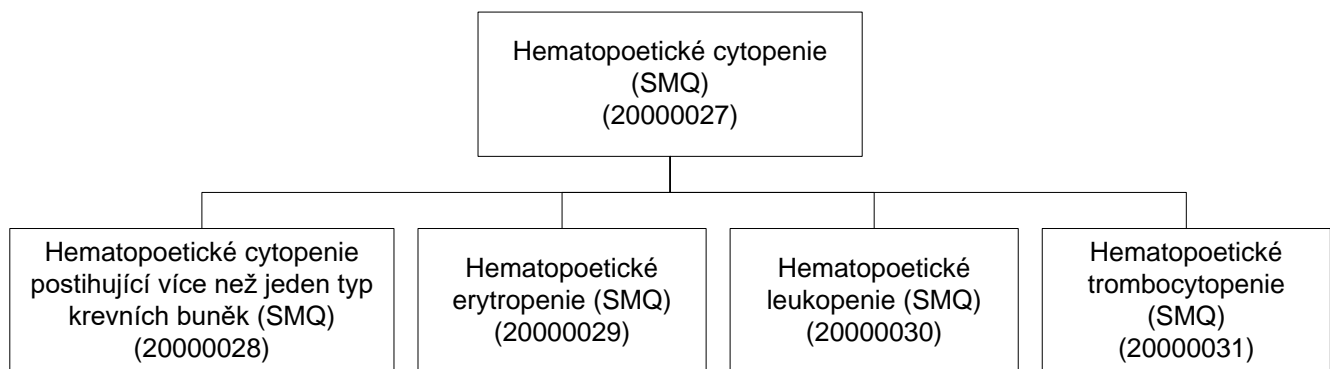 Hematopoetické cytopenie
(SMQ)
(20000027)
Hematopoetické cytopenie
postihující více než jeden typ
krevních buněk (SMQ)
(20000028)
Hematopoetické
erytropenie (SMQ)
(20000029)
Hematopoetické
leukopenie (SMQ)
(20000030)
Hematopoetické
trombocytopenie
(SMQ)
(20000031)